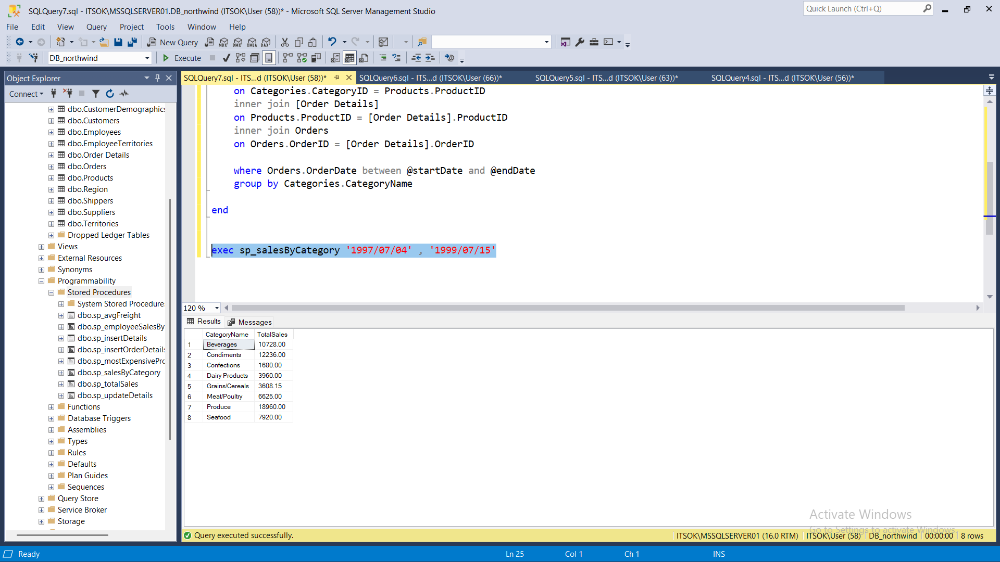 SQLQuery7.sql - ITSOK\MSSQLSERVER01.DB_northwind (ITSOK\User (58))* - Microsoft SQL Server Management Studio
Quick Launch (Ctrl+Q)
File Edit View Query Project Tools Window Help
New Query
MDX DMX XMLA DAX
DB_northwind
Execute
Object Explorer
Connect
dbo.CustomerDemographics
dbo.Customers
dbo.Employees
dbo.EmployeeTerritories
dbo.Order Details
dbo.Orders
dbo.Products
dbo.Region
dbo.Shippers
dbo.Suppliers
dbo.Territories
Dropped Ledger Tables
Views
External Resources
Synonyms
Programmability
Stored Procedures
System Stored Procedure
dbo.sp_avgFreight
dbo.sp_employeeSalesBy
dbo.sp_insertDetails
dbo.sp_insertOrderDetails
dbo.sp_mostExpensivePro
dbo.sp_salesByCategory
dbo.sp_totalSales
dbo.sp_updateDetails
Functions
Database Triggers
Assemblies
Types
Rules
Defaults
Plan Guides
Sequences
Query Store
Service Broker
Storage
SQLQuery7.sql - ITS...d (ITSOK\User (58))* SQLQuery6.sql - ITS...d (ITSOK\User (66))* SQLQuery5.sql - ITS...d (ITSOK\User (63))* SQLQuery4.sql - ITS...d (ITSOK\User (56))*
on Categories.CategoryID = Products.ProductID
inner join [Order Details]
on Products.ProductID = [Order Details].ProductID
inner join Orders
on Orders.OrderID = [Order Details].OrderID
where Orders.OrderDate between @startDate and @endDate
group by Categories.CategoryName
end
exec sp_salesByCategory '1997/07/04' , '1999/07/15'
120 %
Results Messages
CategoryName TotalSales
1 Beverages 10728.00
2 Condiments 12236.00
3 Confections 1680.00
4 Dairy Products 3960.00
5 Grains/Cereals 3608.15
6 Meat/Poultry 6625.00
7 Produce 18960.00
8 Seafood 7920.00
Activate Windows
Go to Settings to activate Windows.
Query executed successfully.
ITSOK\MSSQLSERVER01 (16.0 RTM) ITSOK\User (58) DB_northwind 00:00:00 8 rows
Ready
Ln 25 Col 1 Ch 1 INS